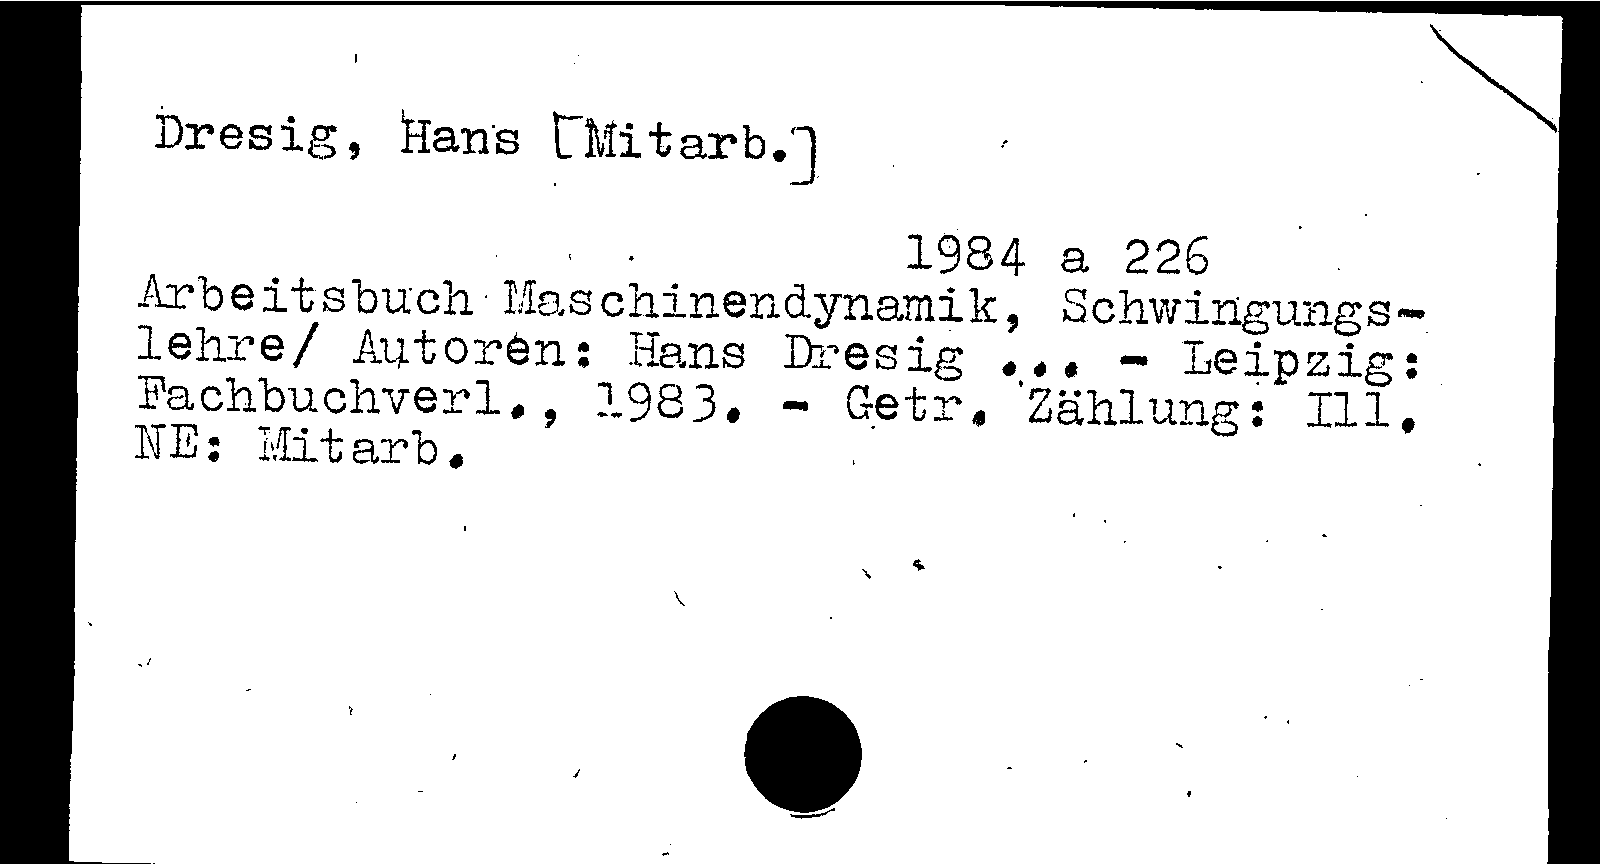 Dresig, Hans [Mitarb.]
1984 a 226
Arbeitsbuch Maschinendynamik, Schwingungs-
lehre/ Autoren: Hans Dresig ... - Leipzig:
Fachbuchverl., 1983. - Getr. Zählung: Ill.
NE: Mitarb.